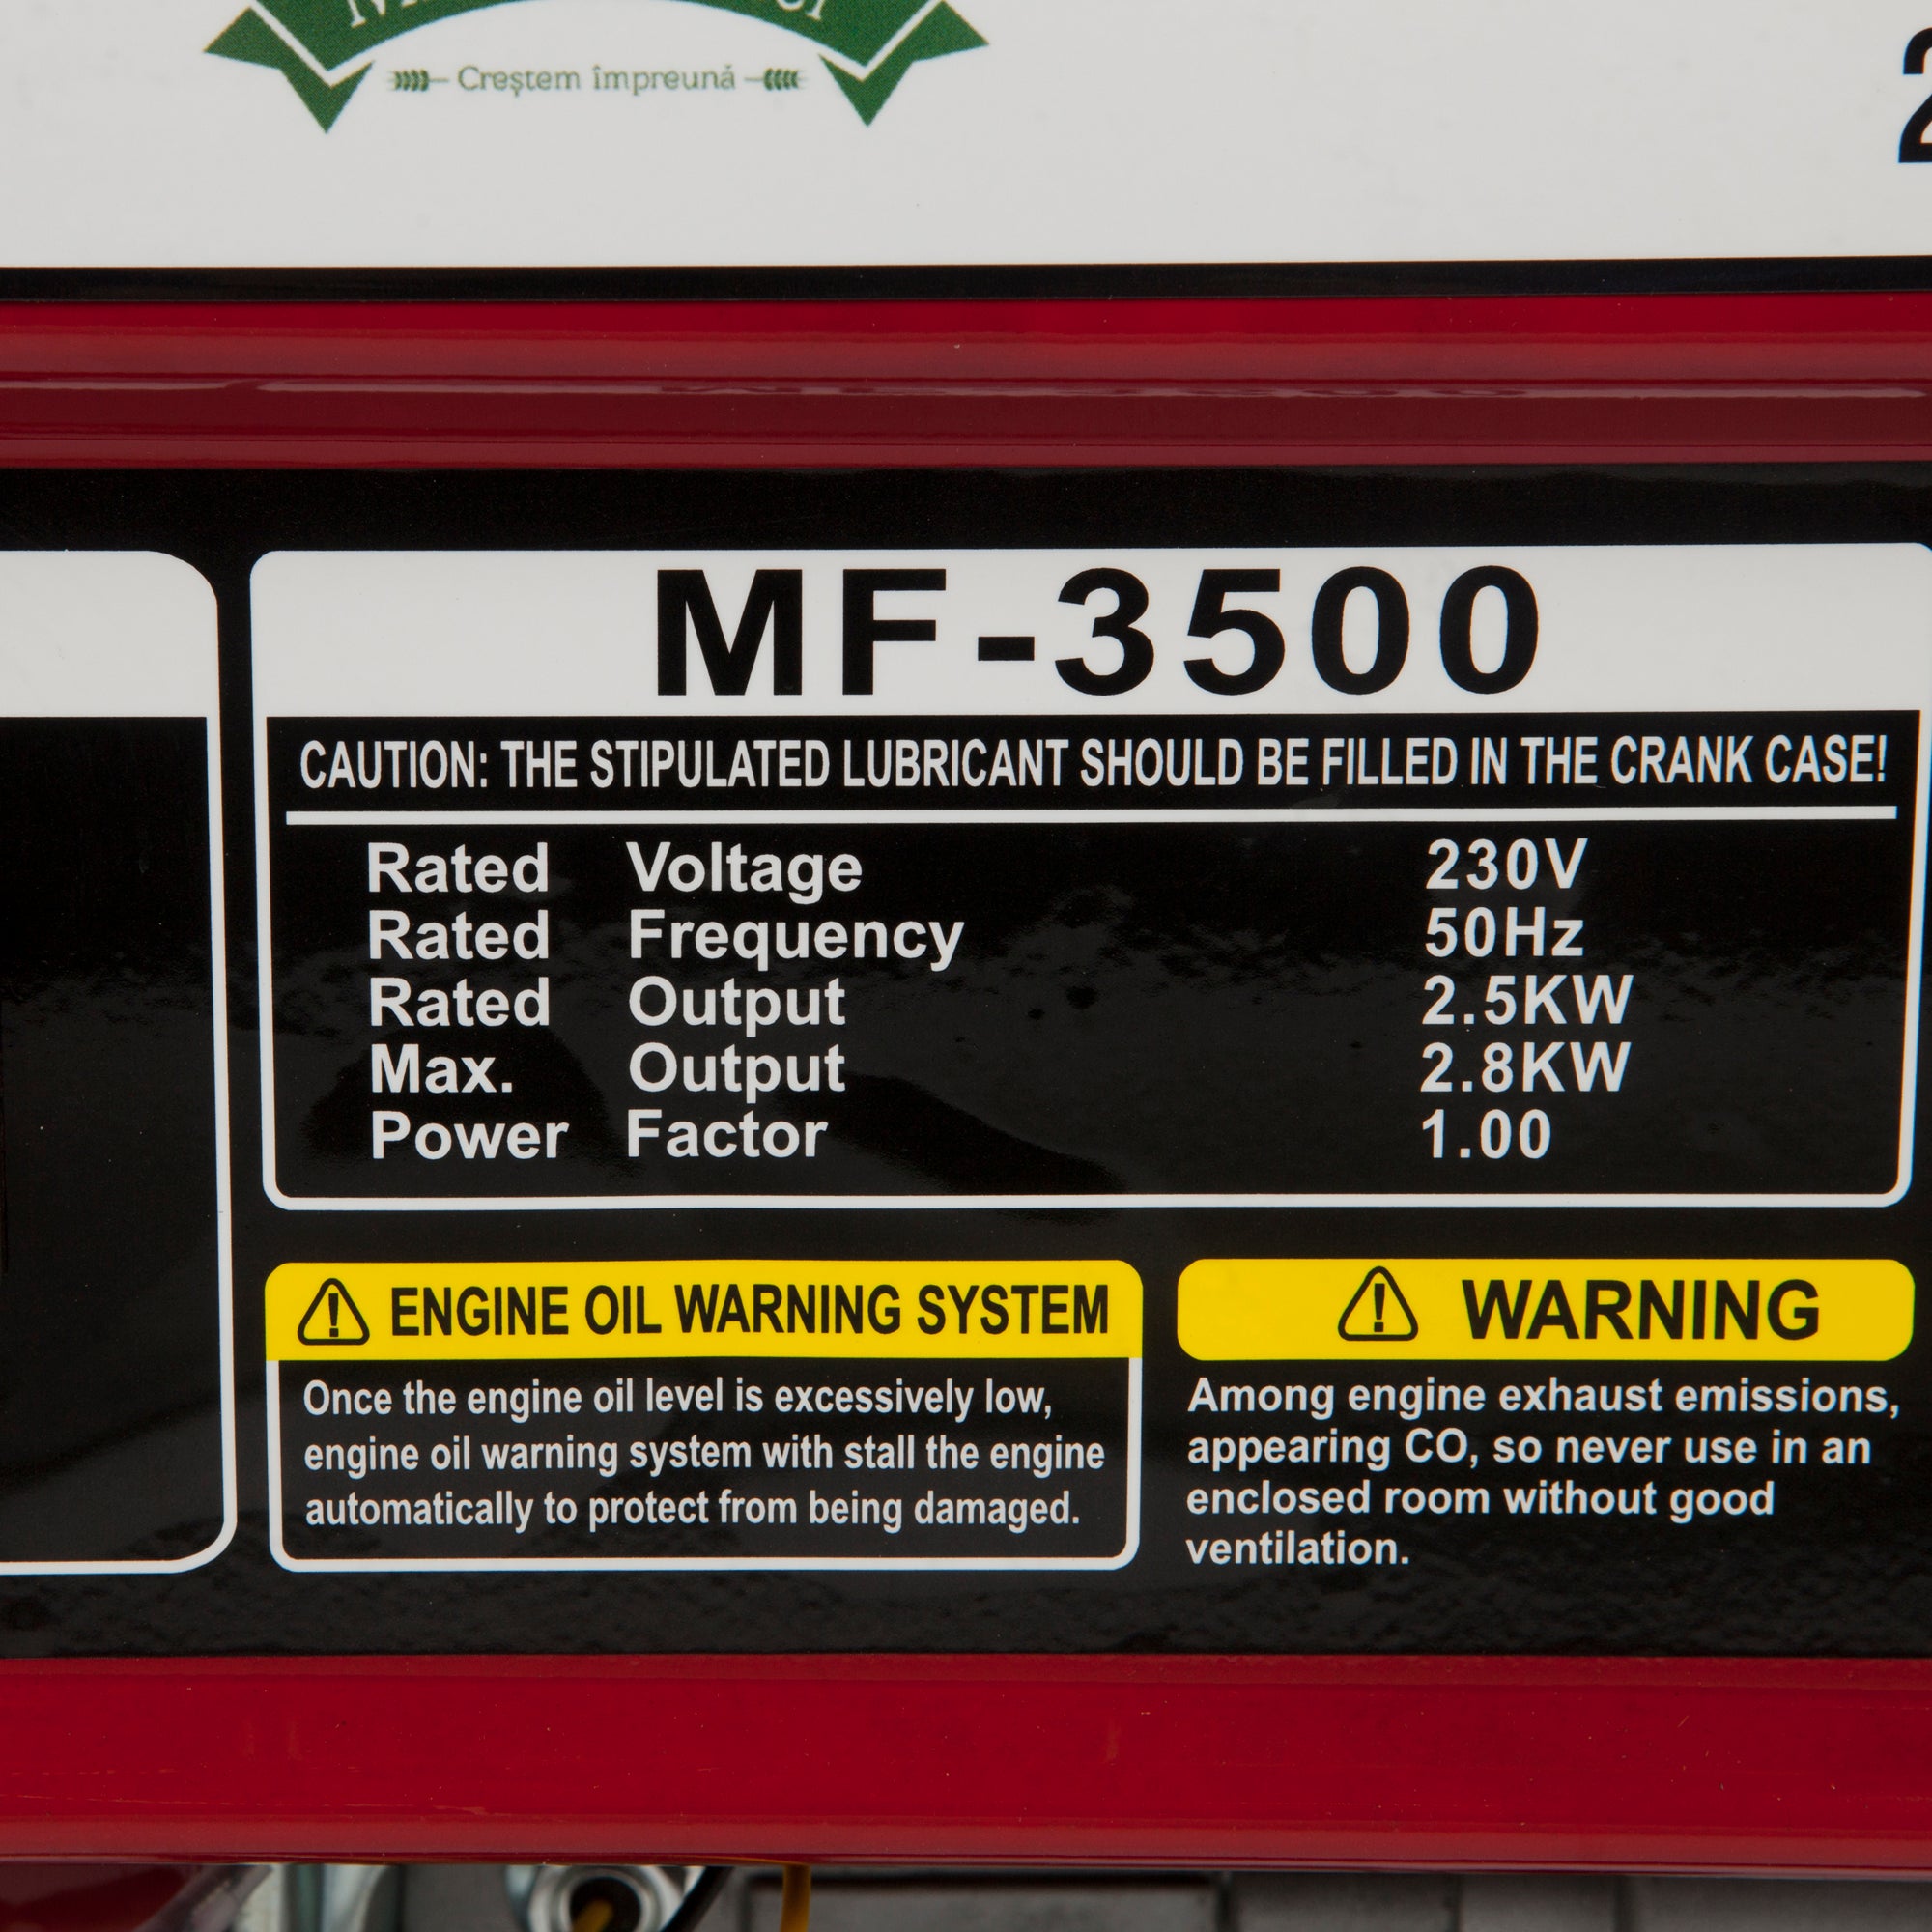 Creștem împreună
2
MF-3500
CAUTION: THE STIPULATED LUBRICANT SHOULD BE FILLED IN THE CRANK CASE!
Rated Voltage 230V
Rated Frequency 50Hz
Rated Output 2.5KW
Max. Output 2.8KW
Power Factor 1.00
ENGINE OIL WARNING SYSTEM
Once the engine oil level is excessively low,
engine oil warning system with stall the engine
automatically to protect from being damaged.
WARNING
Among engine exhaust emissions,
appearing CO, so never use in an
enclosed room without good
ventilation.